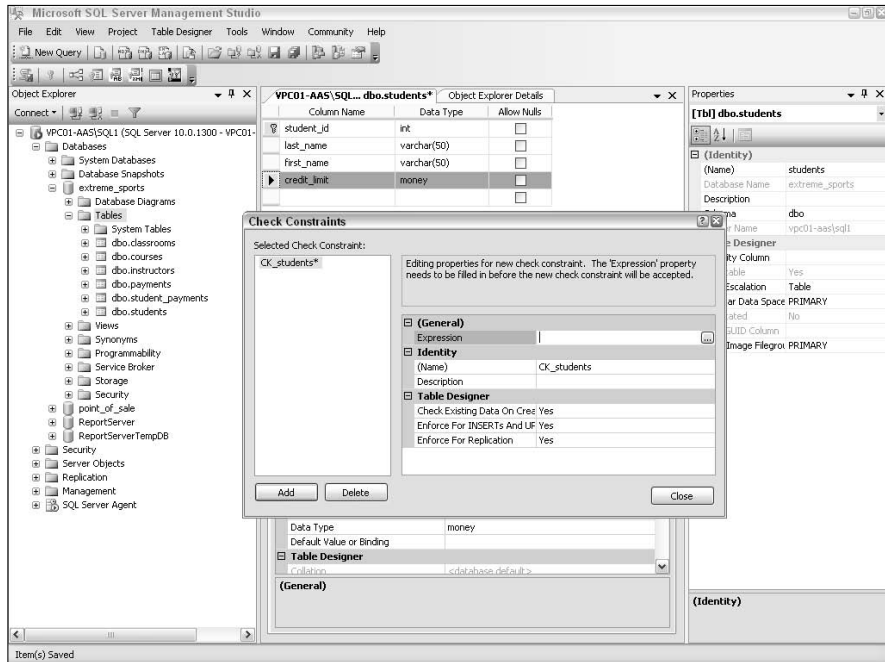 Microsoft SQL Server Management Studio
File Edit View Project Table Designer Tools Window Community Help
New Query
Object Explorer
Connect
VPC01-AAS\SQL1 (SQL Server 10.0.1300 - VPC01-
Databases
System Databases
Database Snapshots
extreme_sports
Database Diagrams
Tables
System Tables
dbo.classrooms
dbo.courses
dbo.instructors
dbo.payments
dbo.student_payments
dbo.students
Views
Synonyms
Programmability
Service Broker
Storage
Security
point_of_sale
ReportServer
ReportServerTempDB
Security
Server Objects
Replication
Management
SQL Server Agent
VPC01-AAS\SQL... dbo.students* Object Explorer Details
Column Name Data Type Allow Nulls
student_id int
last_name varchar(50)
first_name varchar(50)
credit_limit money
Check Constraints
Selected Check Constraint:
CK_students*
Editing properties for new check constraint. The 'Expression' property
needs to be filled in before the new check constraint will be accepted.
(General)
Expression
Identity
(Name) CK_students
Description
Table Designer
Check Existing Data On Crea Yes
Enforce For INSERTs And UP Yes
Enforce For Replication Yes
Add Delete Close
Data Type money
Default Value or Binding
Table Designer
Collation <database default>
(General)
Properties
[Tbl] dbo.students
(Identity)
(Name) students
Database Name extreme_sports
Description
ma dbo
r Name vpc01-aas\sql1
e Designer
ity Column
able Yes
Escalation Table
ar Data Space PRIMARY
ated No
GUID Column
Image Filegrou PRIMARY
(Identity)
Item(s) Saved